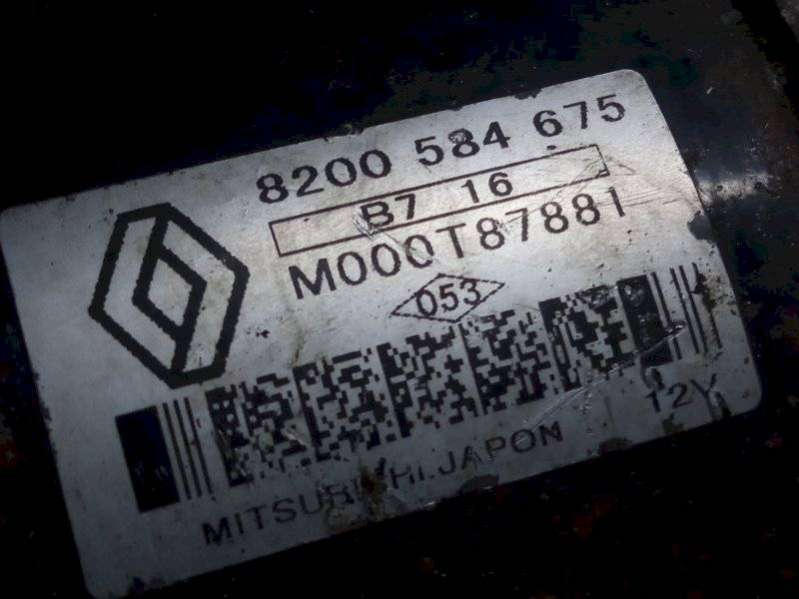 8200 584 675
B7 16
M000T87881
053
12V
MITSUBISHI.JAPON